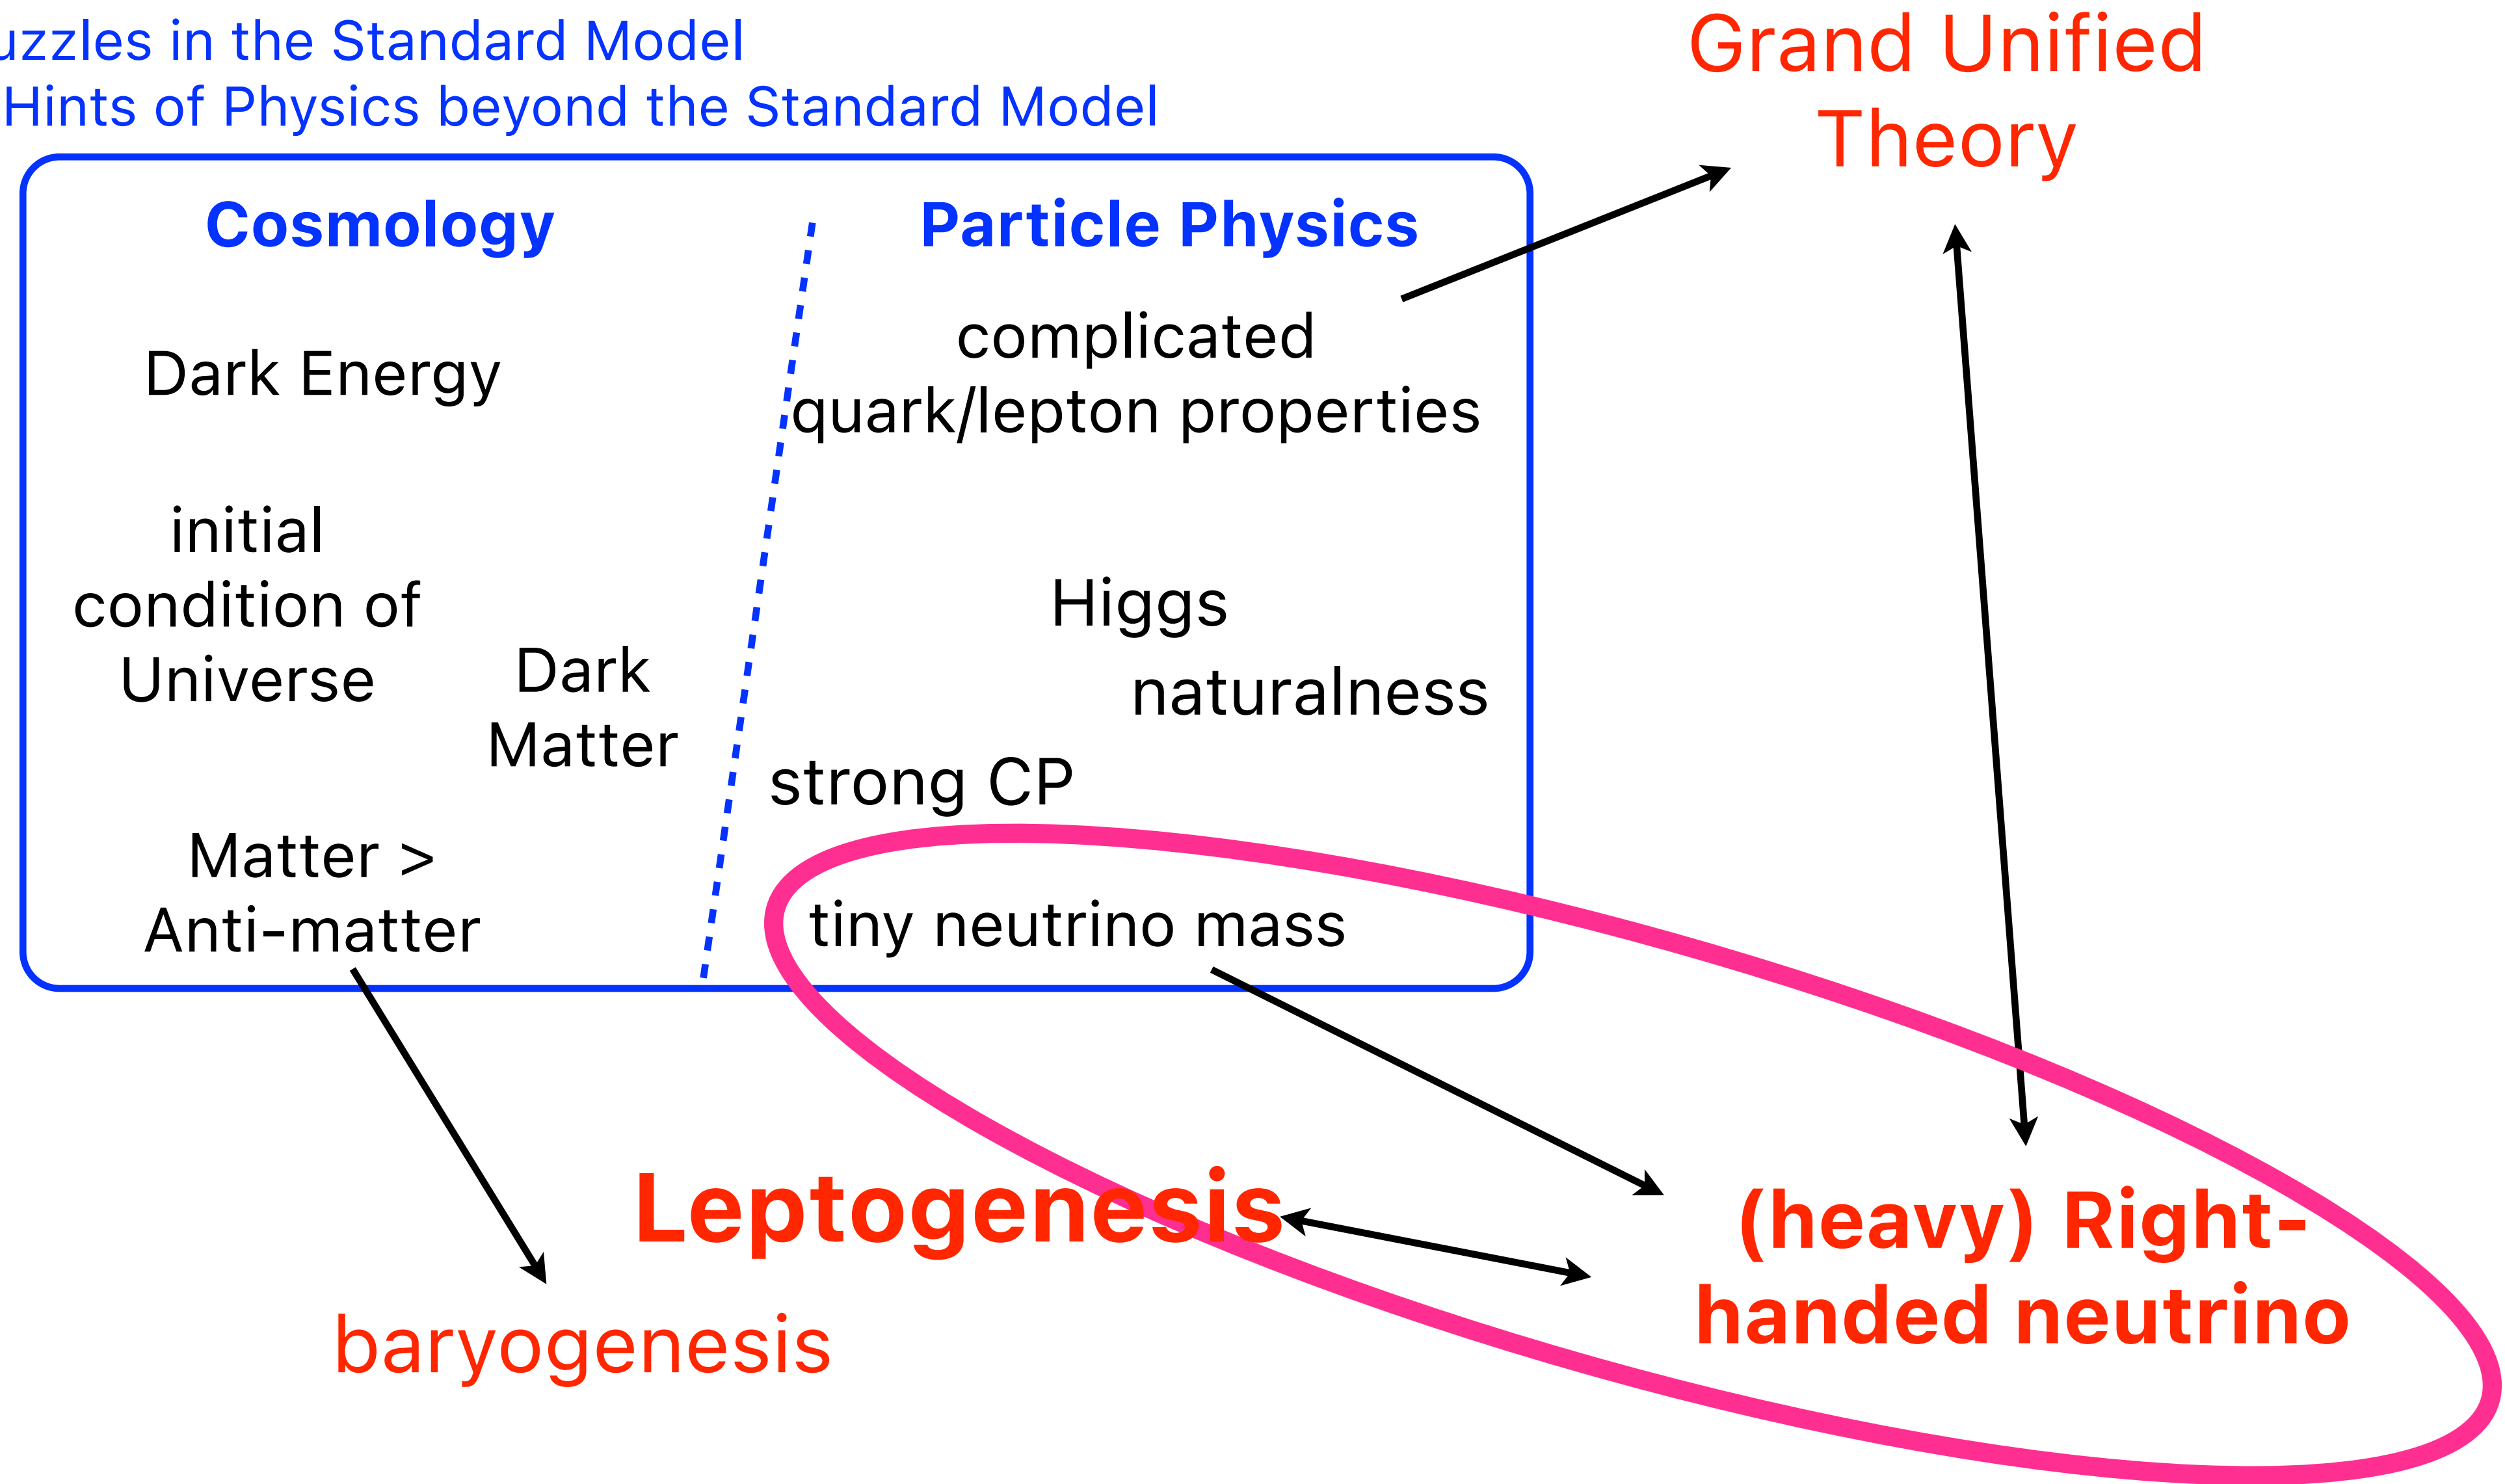 uzzles in the Standard Model
Hints of Physics beyond the Standard Model
Grand Unified
Theory
Cosmology
Particle Physics
Dark Energy
complicated
quark/lepton properties
initial
condition of
Universe
Dark
Matter
Higgs
naturalness
strong CP
Matter >
Anti-matter
tiny neutrino mass
Leptogenesis
(heavy) Right-
handed neutrino
baryogenesis